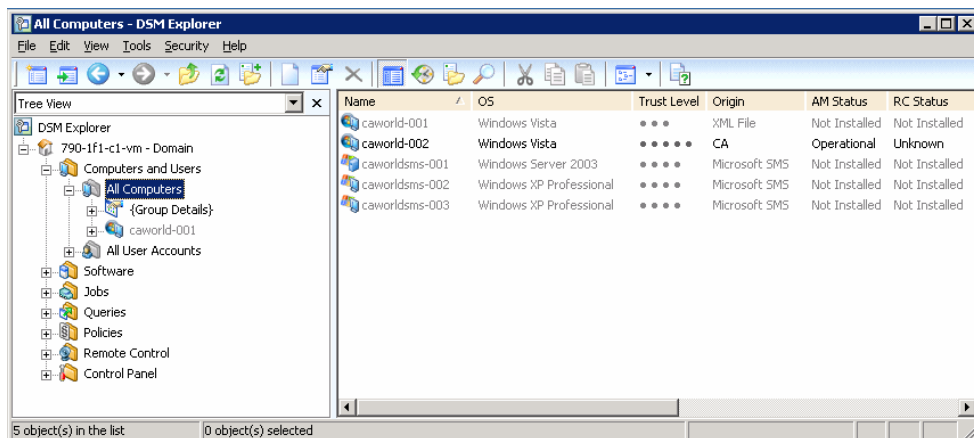 All Computers - DSM Explorer
File Edit View Tools Security Help
Tree View
DSM Explorer
790-1f1-c1-vm - Domain
Computers and Users
All Computers
{Group Details}
caworld-001
All User Accounts
Software
Jobs
Queries
Policies
Remote Control
Control Panel
Name OS Trust Level Origin AM Status RC Status
caworld-001 Windows Vista XML File Not Installed Not Installed
caworld-002 Windows Vista CA Operational Unknown
caworldsms-001 Windows Server 2003 Microsoft SMS Not Installed Not Installed
caworldsms-002 Windows XP Professional Microsoft SMS Not Installed Not Installed
caworldsms-003 Windows XP Professional Microsoft SMS Not Installed Not Installed
5 object(s) in the list 0 object(s) selected